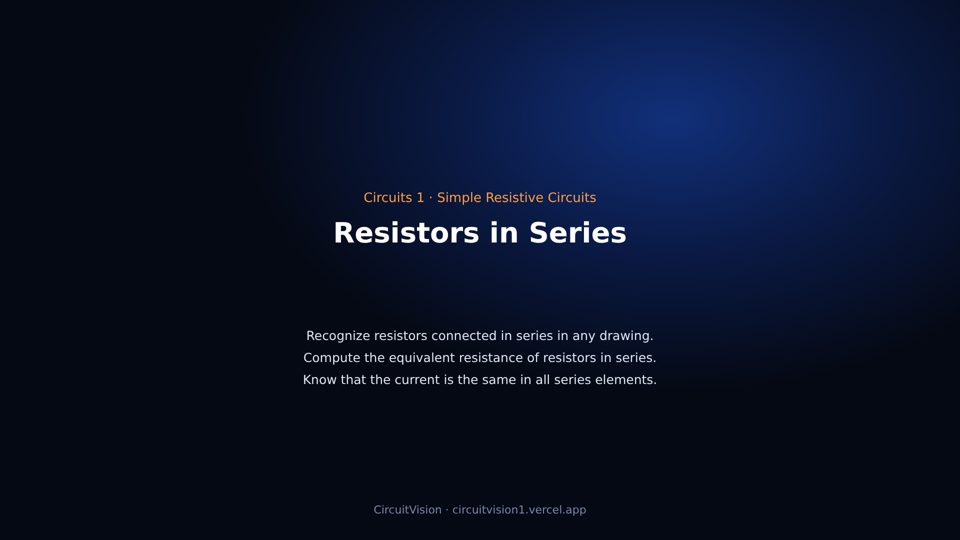 Circuits 1 · Simple Resistive Circuits
Resistors in Series
Recognize resistors connected in series in any drawing.
Compute the equivalent resistance of resistors in series.
Know that the current is the same in all series elements.
CircuitVision · circuitvision1.vercel.app